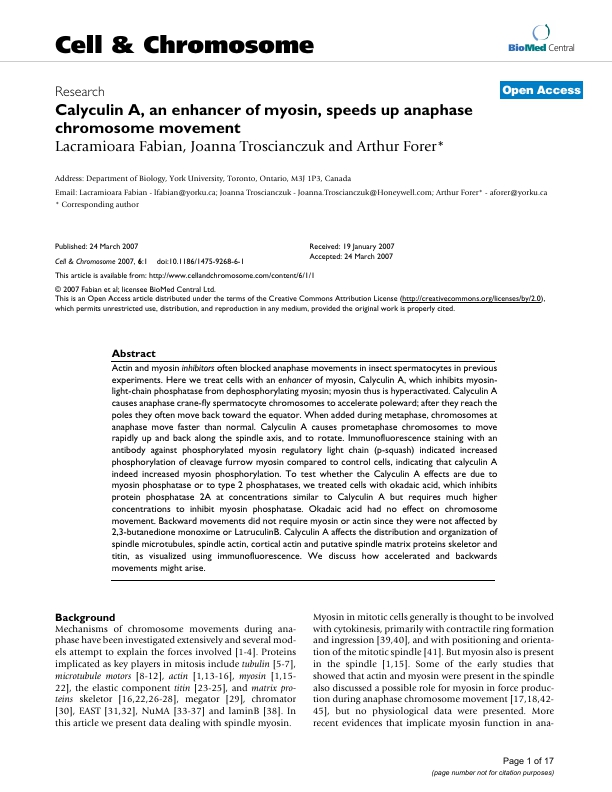 Cell & Chromosome
BioMed Central
Research
Open Access
Calyculin A, an enhancer of myosin, speeds up anaphase
chromosome movement
Lacramioara Fabian, Joanna Troscianczuk and Arthur Forer*
Address: Department of Biology, York University, Toronto, Ontario, M3J 1P3, Canada
Email: Lacramioara Fabian - lfabian@yorku.ca; Joanna Troscianczuk - Joanna.Troscianczuk@Honeywell.com; Arthur Forer* - aforer@yorku.ca
* Corresponding author
Published: 24 March 2007
Cell & Chromosome 2007, 6:1 doi:10.1186/1475-9268-6-1
Received: 19 January 2007
Accepted: 24 March 2007
This article is available from: http://www.cellandchromosome.com/content/6/1/1
© 2007 Fabian et al; licensee BioMed Central Ltd.
This is an Open Access article distributed under the terms of the Creative Commons Attribution License (http://creativecommons.org/licenses/by/2.0),
which permits unrestricted use, distribution, and reproduction in any medium, provided the original work is properly cited.
Abstract
Actin and myosin inhibitors often blocked anaphase movements in insect spermatocytes in previous
experiments. Here we treat cells with an enhancer of myosin, Calyculin A, which inhibits myosin-
light-chain phosphatase from dephosphorylating myosin; myosin thus is hyperactivated. Calyculin A
causes anaphase crane-fly spermatocyte chromosomes to accelerate poleward; after they reach the
poles they often move back toward the equator. When added during metaphase, chromosomes at
anaphase move faster than normal. Calyculin A causes prometaphase chromosomes to move
rapidly up and back along the spindle axis, and to rotate. Immunofluorescence staining with an
antibody against phosphorylated myosin regulatory light chain (p-squash) indicated increased
phosphorylation of cleavage furrow myosin compared to control cells, indicating that calyculin A
indeed increased myosin phosphorylation. To test whether the Calyculin A effects are due to
myosin phosphatase or to type 2 phosphatases, we treated cells with okadaic acid, which inhibits
protein phosphatase 2A at concentrations similar to Calyculin A but requires much higher
concentrations to inhibit myosin phosphatase. Okadaic acid had no effect on chromosome
movement. Backward movements did not require myosin or actin since they were not affected by
2,3-butanedione monoxime or LatruculinB. Calyculin A affects the distribution and organization of
spindle microtubules, spindle actin, cortical actin and putative spindle matrix proteins skeletor and
titin, as visualized using immunofluorescence. We discuss how accelerated and backwards
movements might arise.
Background
Mechanisms of chromosome movements during ana-
phase have been investigated extensively and several mod-
els attempt to explain the forces involved [1-4]. Proteins
implicated as key players in mitosis include tubulin [5-7],
microtubule motors [8-12], actin [1,13-16], myosin [1,15-
22], the elastic component titin [23-25], and matrix pro-
teins skeletor [16,22,26-28], megator [29], chromator
[30], EAST [31,32], NuMA [33-37] and laminB [38]. In
this article we present data dealing with spindle myosin.
Myosin in mitotic cells generally is thought to be involved
with cytokinesis, primarily with contractile ring formation
and ingression [39,40], and with positioning and orienta-
tion of the mitotic spindle [41]. But myosin also is present
in the spindle [1,15]. Some of the early studies that
showed that actin and myosin were present in the spindle
also discussed a possible role for myosin in force produc-
tion during anaphase chromosome movement [17,18,42-
45], but no physiological data were presented. More
recent evidences that implicate myosin function in ana-
Page 1 of 17
(page number not for citation purposes)